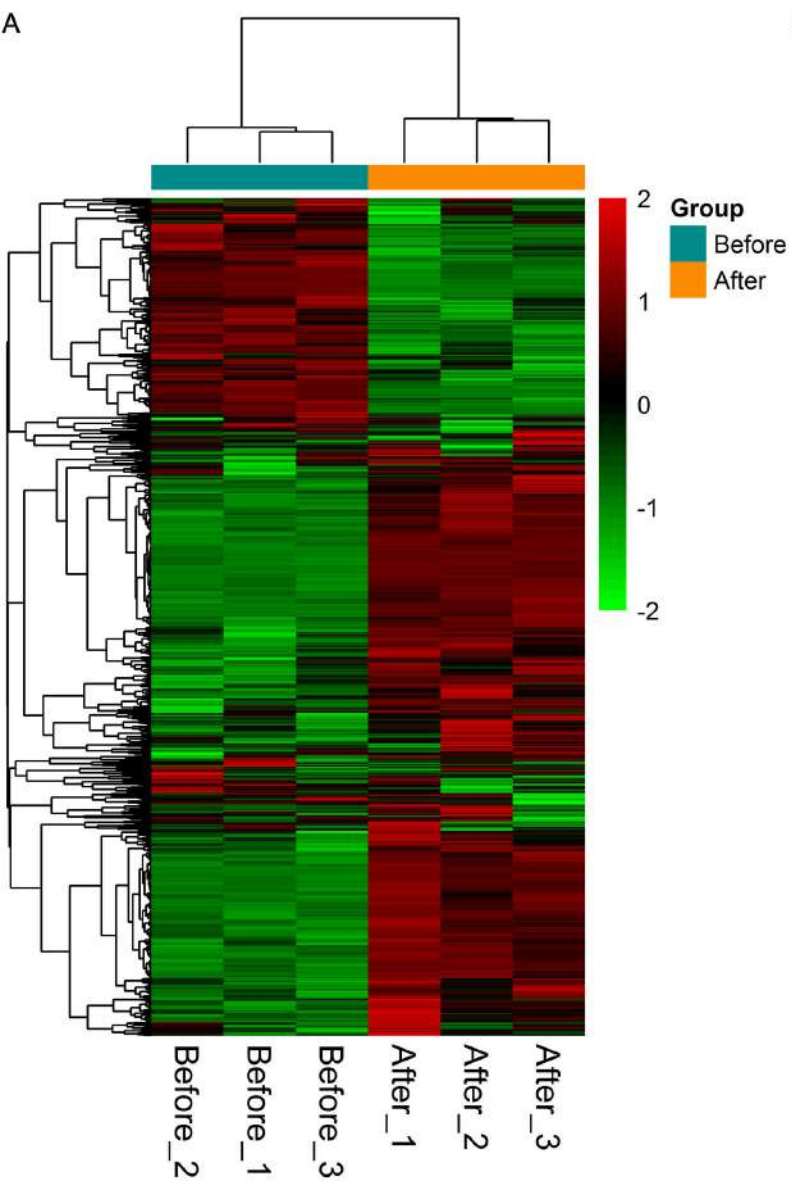 A
2
1
0
-1
-2
Group
Before
After
Before_2
Before_1
Before_3
After_1
After_2
After_3